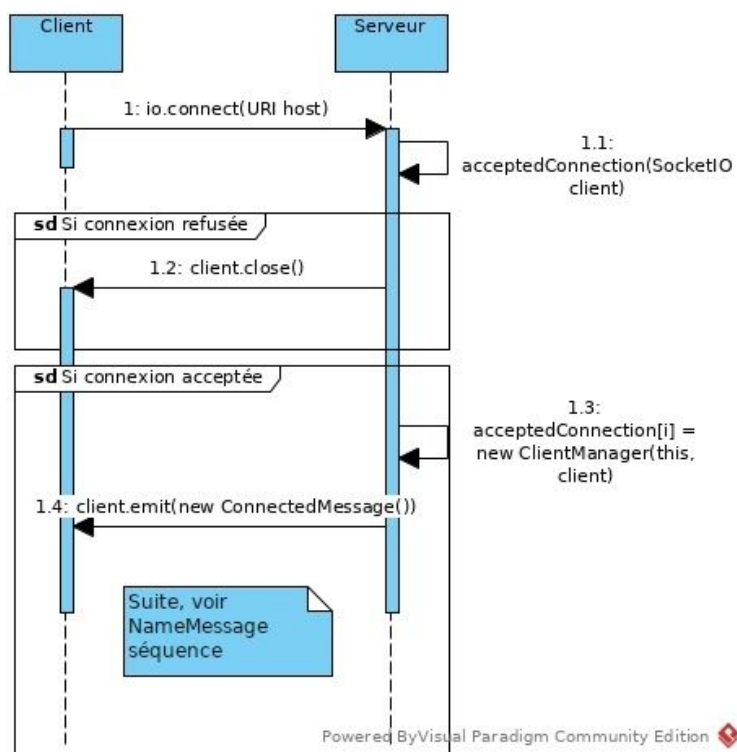 Client
Serveur
1: io.connect(URI host)
1.1:
acceptedConnection(SocketIO
client)
sd Si connexion refusée
1.2: client.close()
sd Si connexion acceptée
1.3:
acceptedConnection[i] =
new ClientManager(this,
client)
1.4: client.emit(new ConnectedMessage())
Suite, voir
NameMessage
séquence
Powered ByVisual Paradigm Community Edition